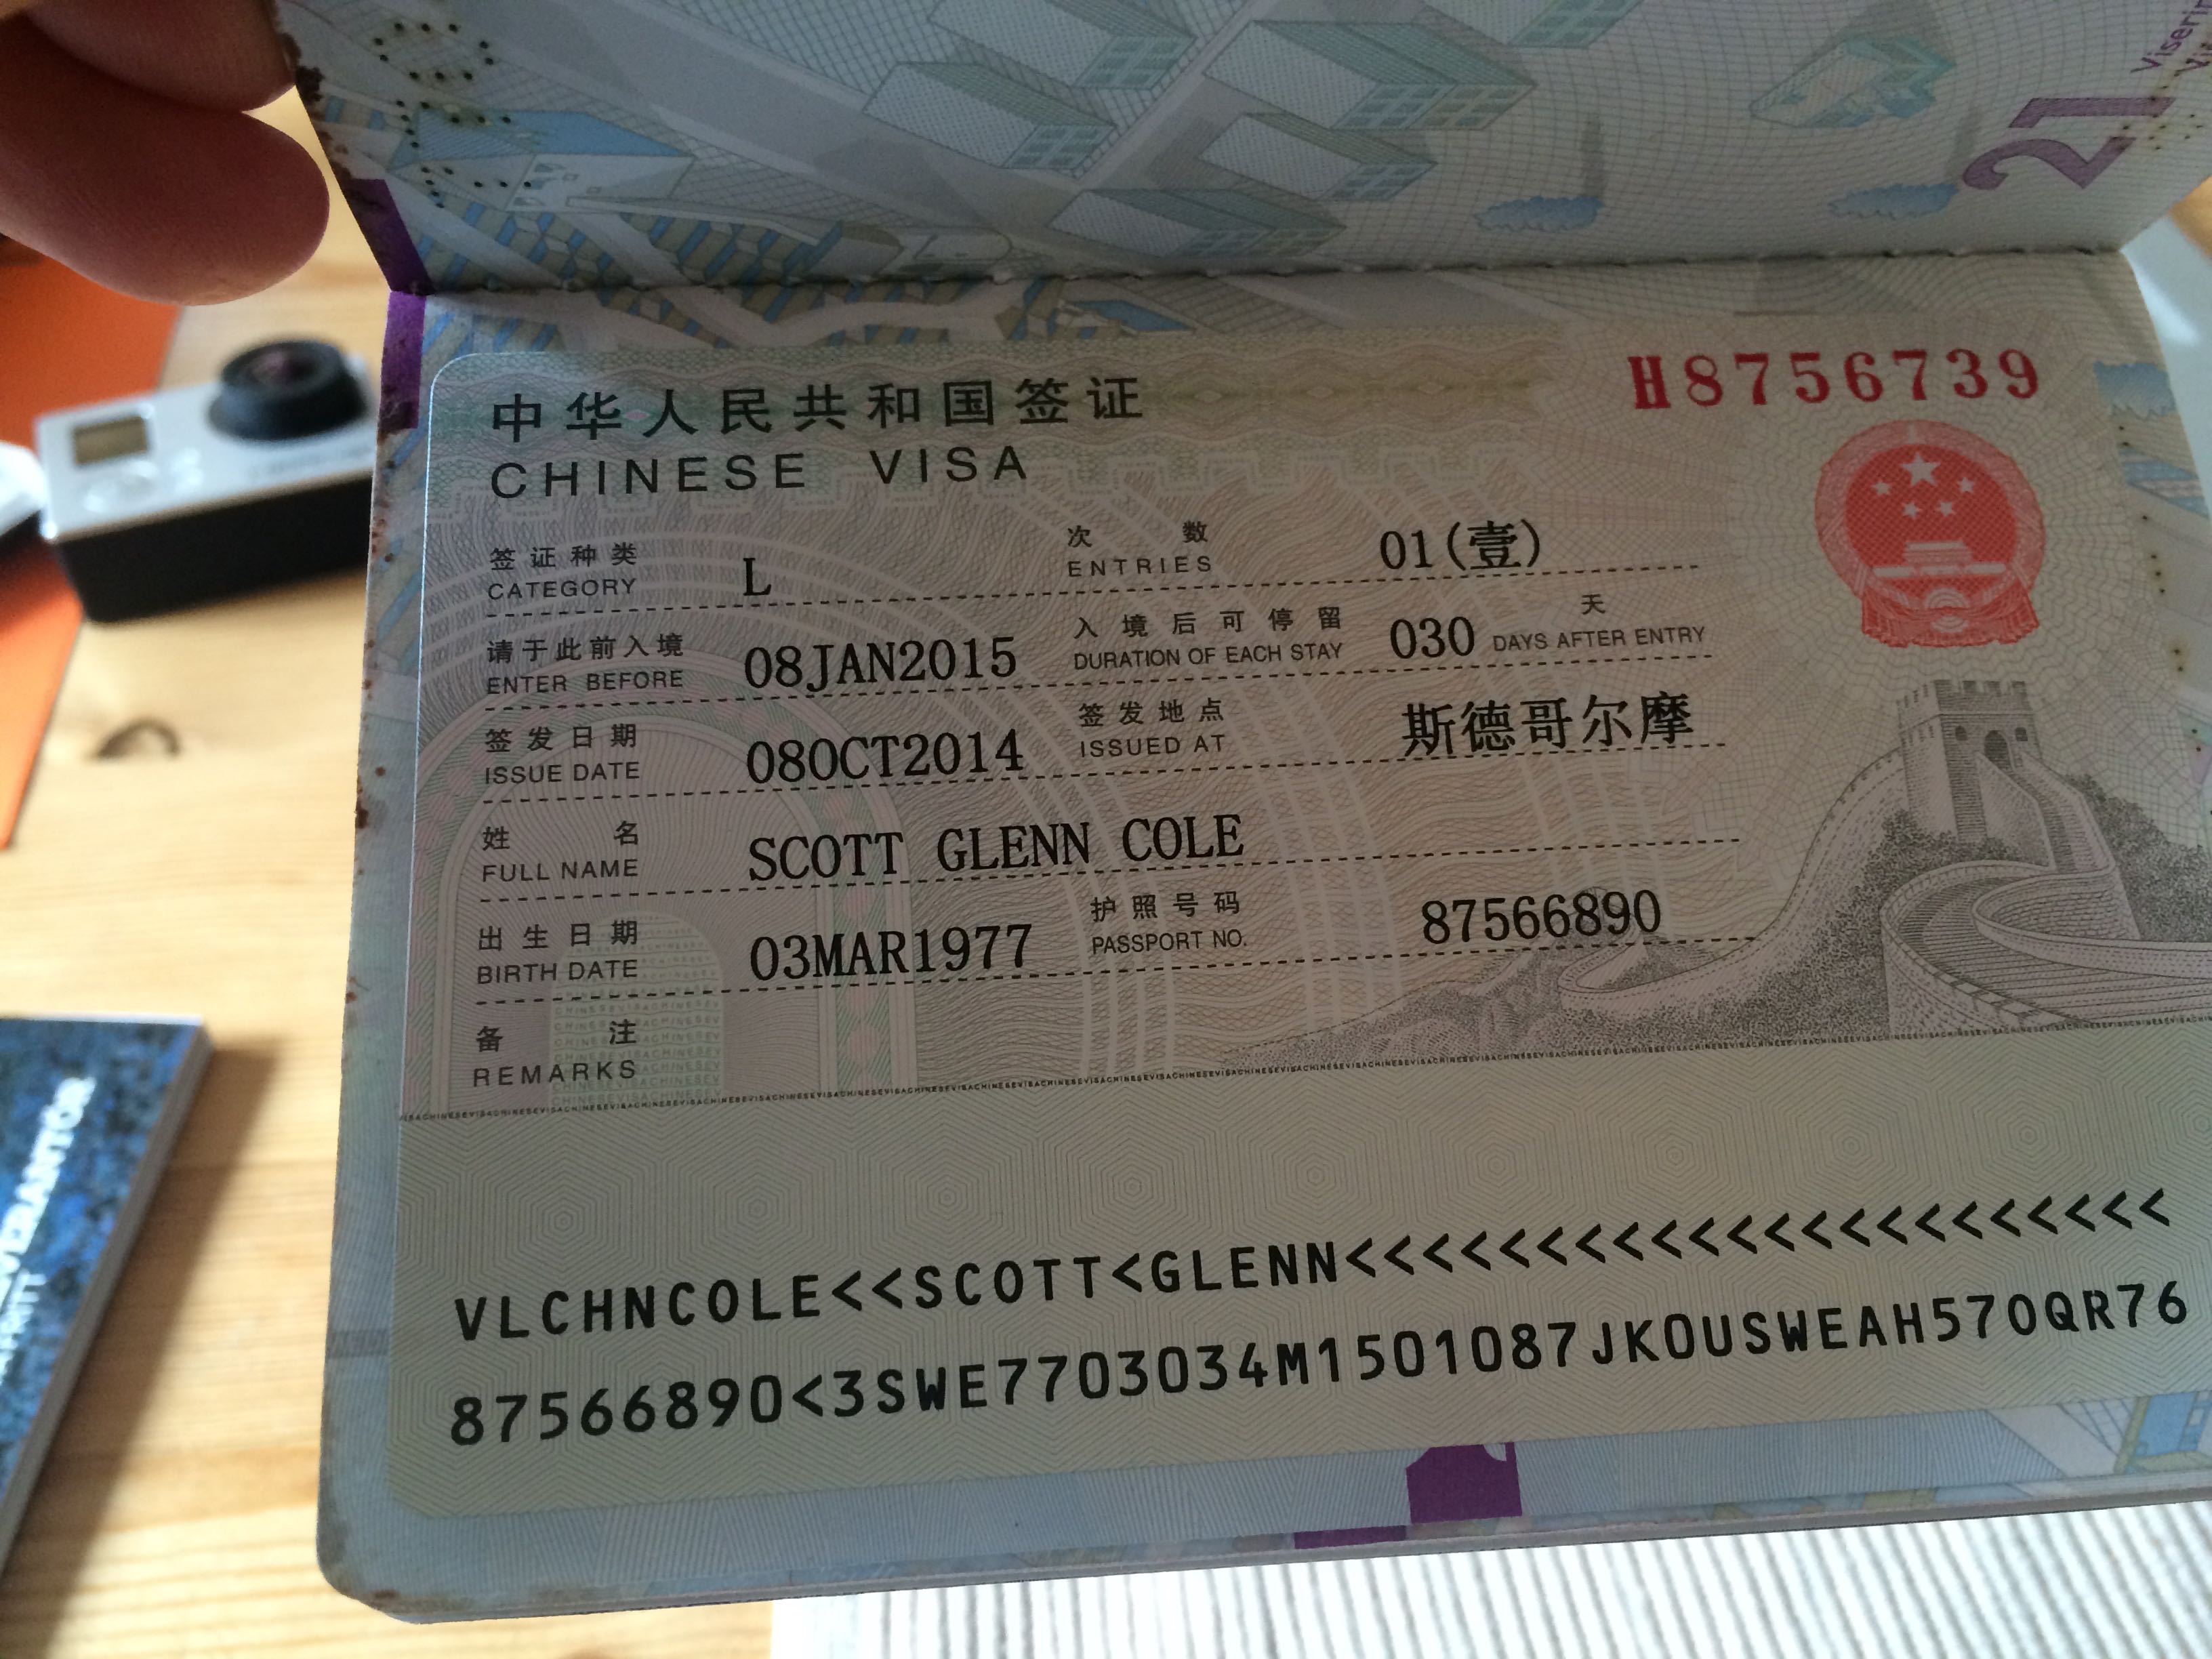 21
H8756739
中华人民共和国签证
CHINESE VISA
签证种类 L 次数 01(壹)
CATEGORY ENTRIES
请于此前入境 08JAN2015 入境后可停留 030 天
ENTER BEFORE DURATION OF EACH STAY DAYS AFTER ENTRY
签发日期 08OCT2014 签发地点 斯德哥尔摩
ISSUE DATE ISSUED AT
姓名 SCOTT GLENN COLE
FULL NAME
出生日期 03MAR1977 护照号码 87566890
BIRTH DATE PASSPORT NO.
备注
REMARKS
VLCHNCOLE<<SCOTT<GLENN<<<<<<<<<<<<<<<<<<<<<<
87566890<3SWE7703034M1501087JKOUSWEAH570QR76